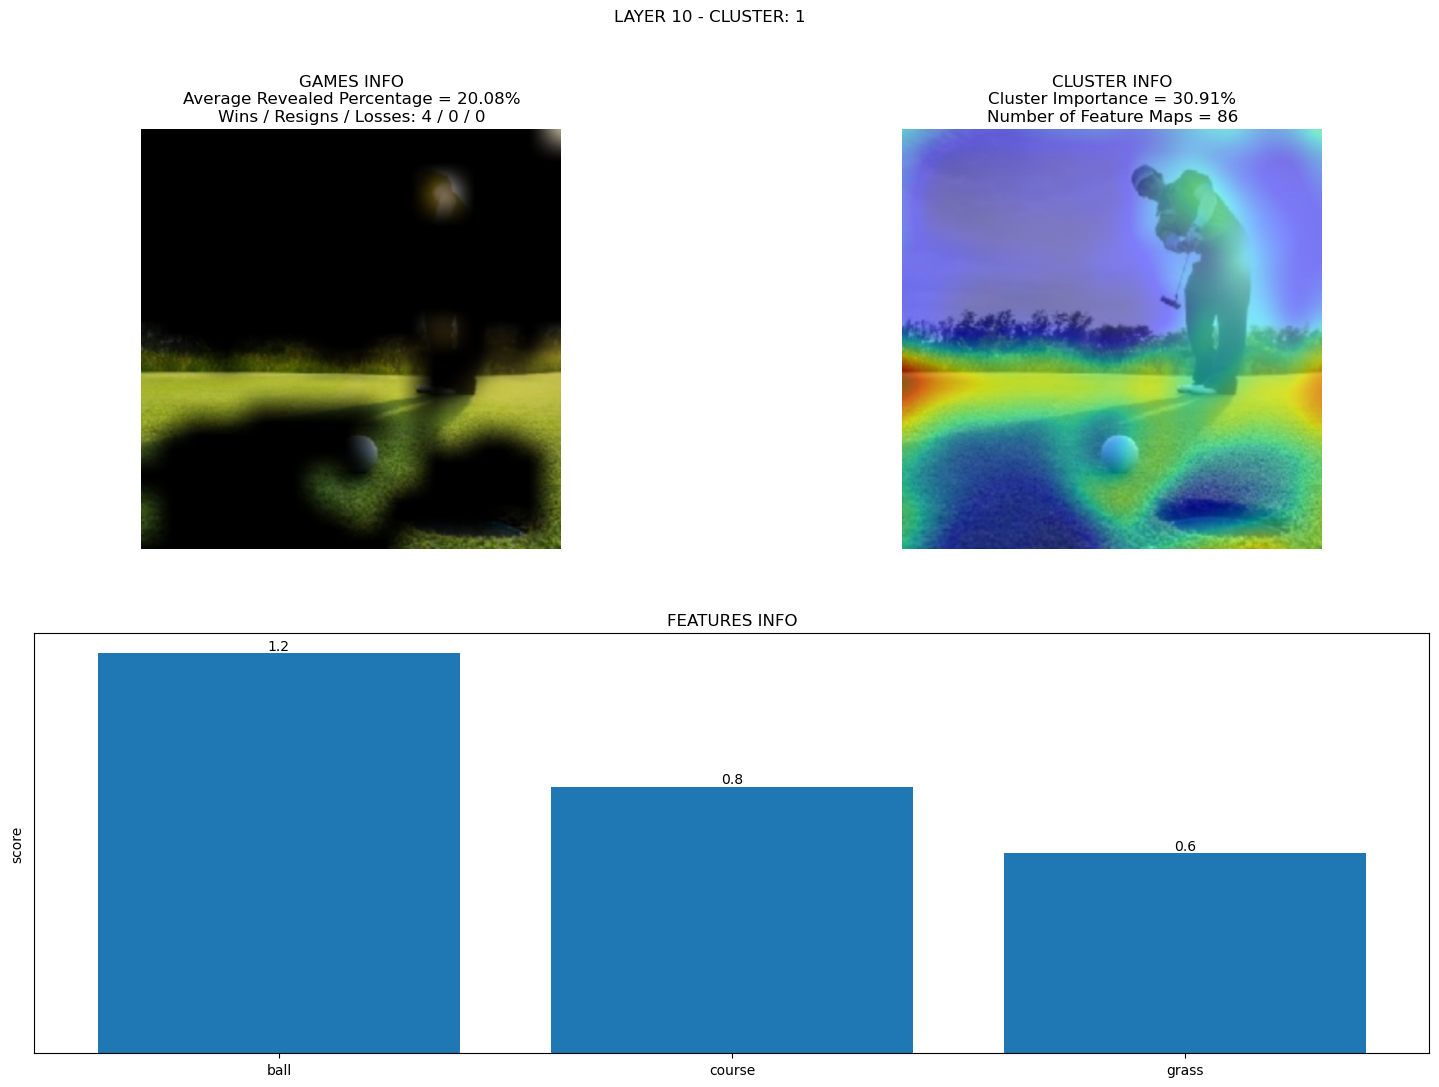 LAYER 10 - CLUSTER: 1
GAMES INFO
Average Revealed Percentage = 20.08%
Wins / Resigns / Losses: 4 / 0 / 0
CLUSTER INFO
Cluster Importance = 30.91%
Number of Feature Maps = 86
FEATURES INFO
score
1.2
0.8
0.6
ball
course
grass